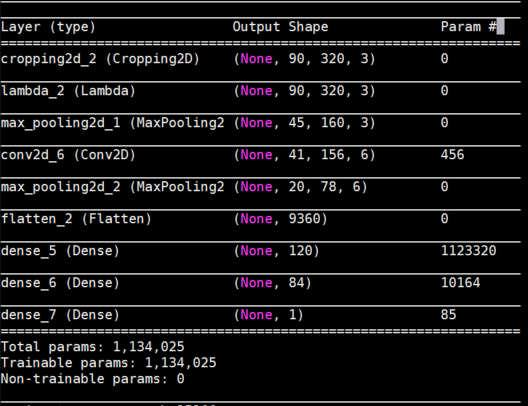 Layer (type) Output Shape Param #
cropping2d_2 (Cropping2D) (None, 90, 320, 3) 0
lambda_2 (Lambda) (None, 90, 320, 3) 0
max_pooling2d_1 (MaxPooling2 (None, 45, 160, 3) 0
conv2d_6 (Conv2D) (None, 41, 156, 6) 456
max_pooling2d_2 (MaxPooling2 (None, 20, 78, 6) 0
flatten_2 (Flatten) (None, 9360) 0
dense_5 (Dense) (None, 120) 1123320
dense_6 (Dense) (None, 84) 10164
dense_7 (Dense) (None, 1) 85
Total params: 1,134,025
Trainable params: 1,134,025
Non-trainable params: 0